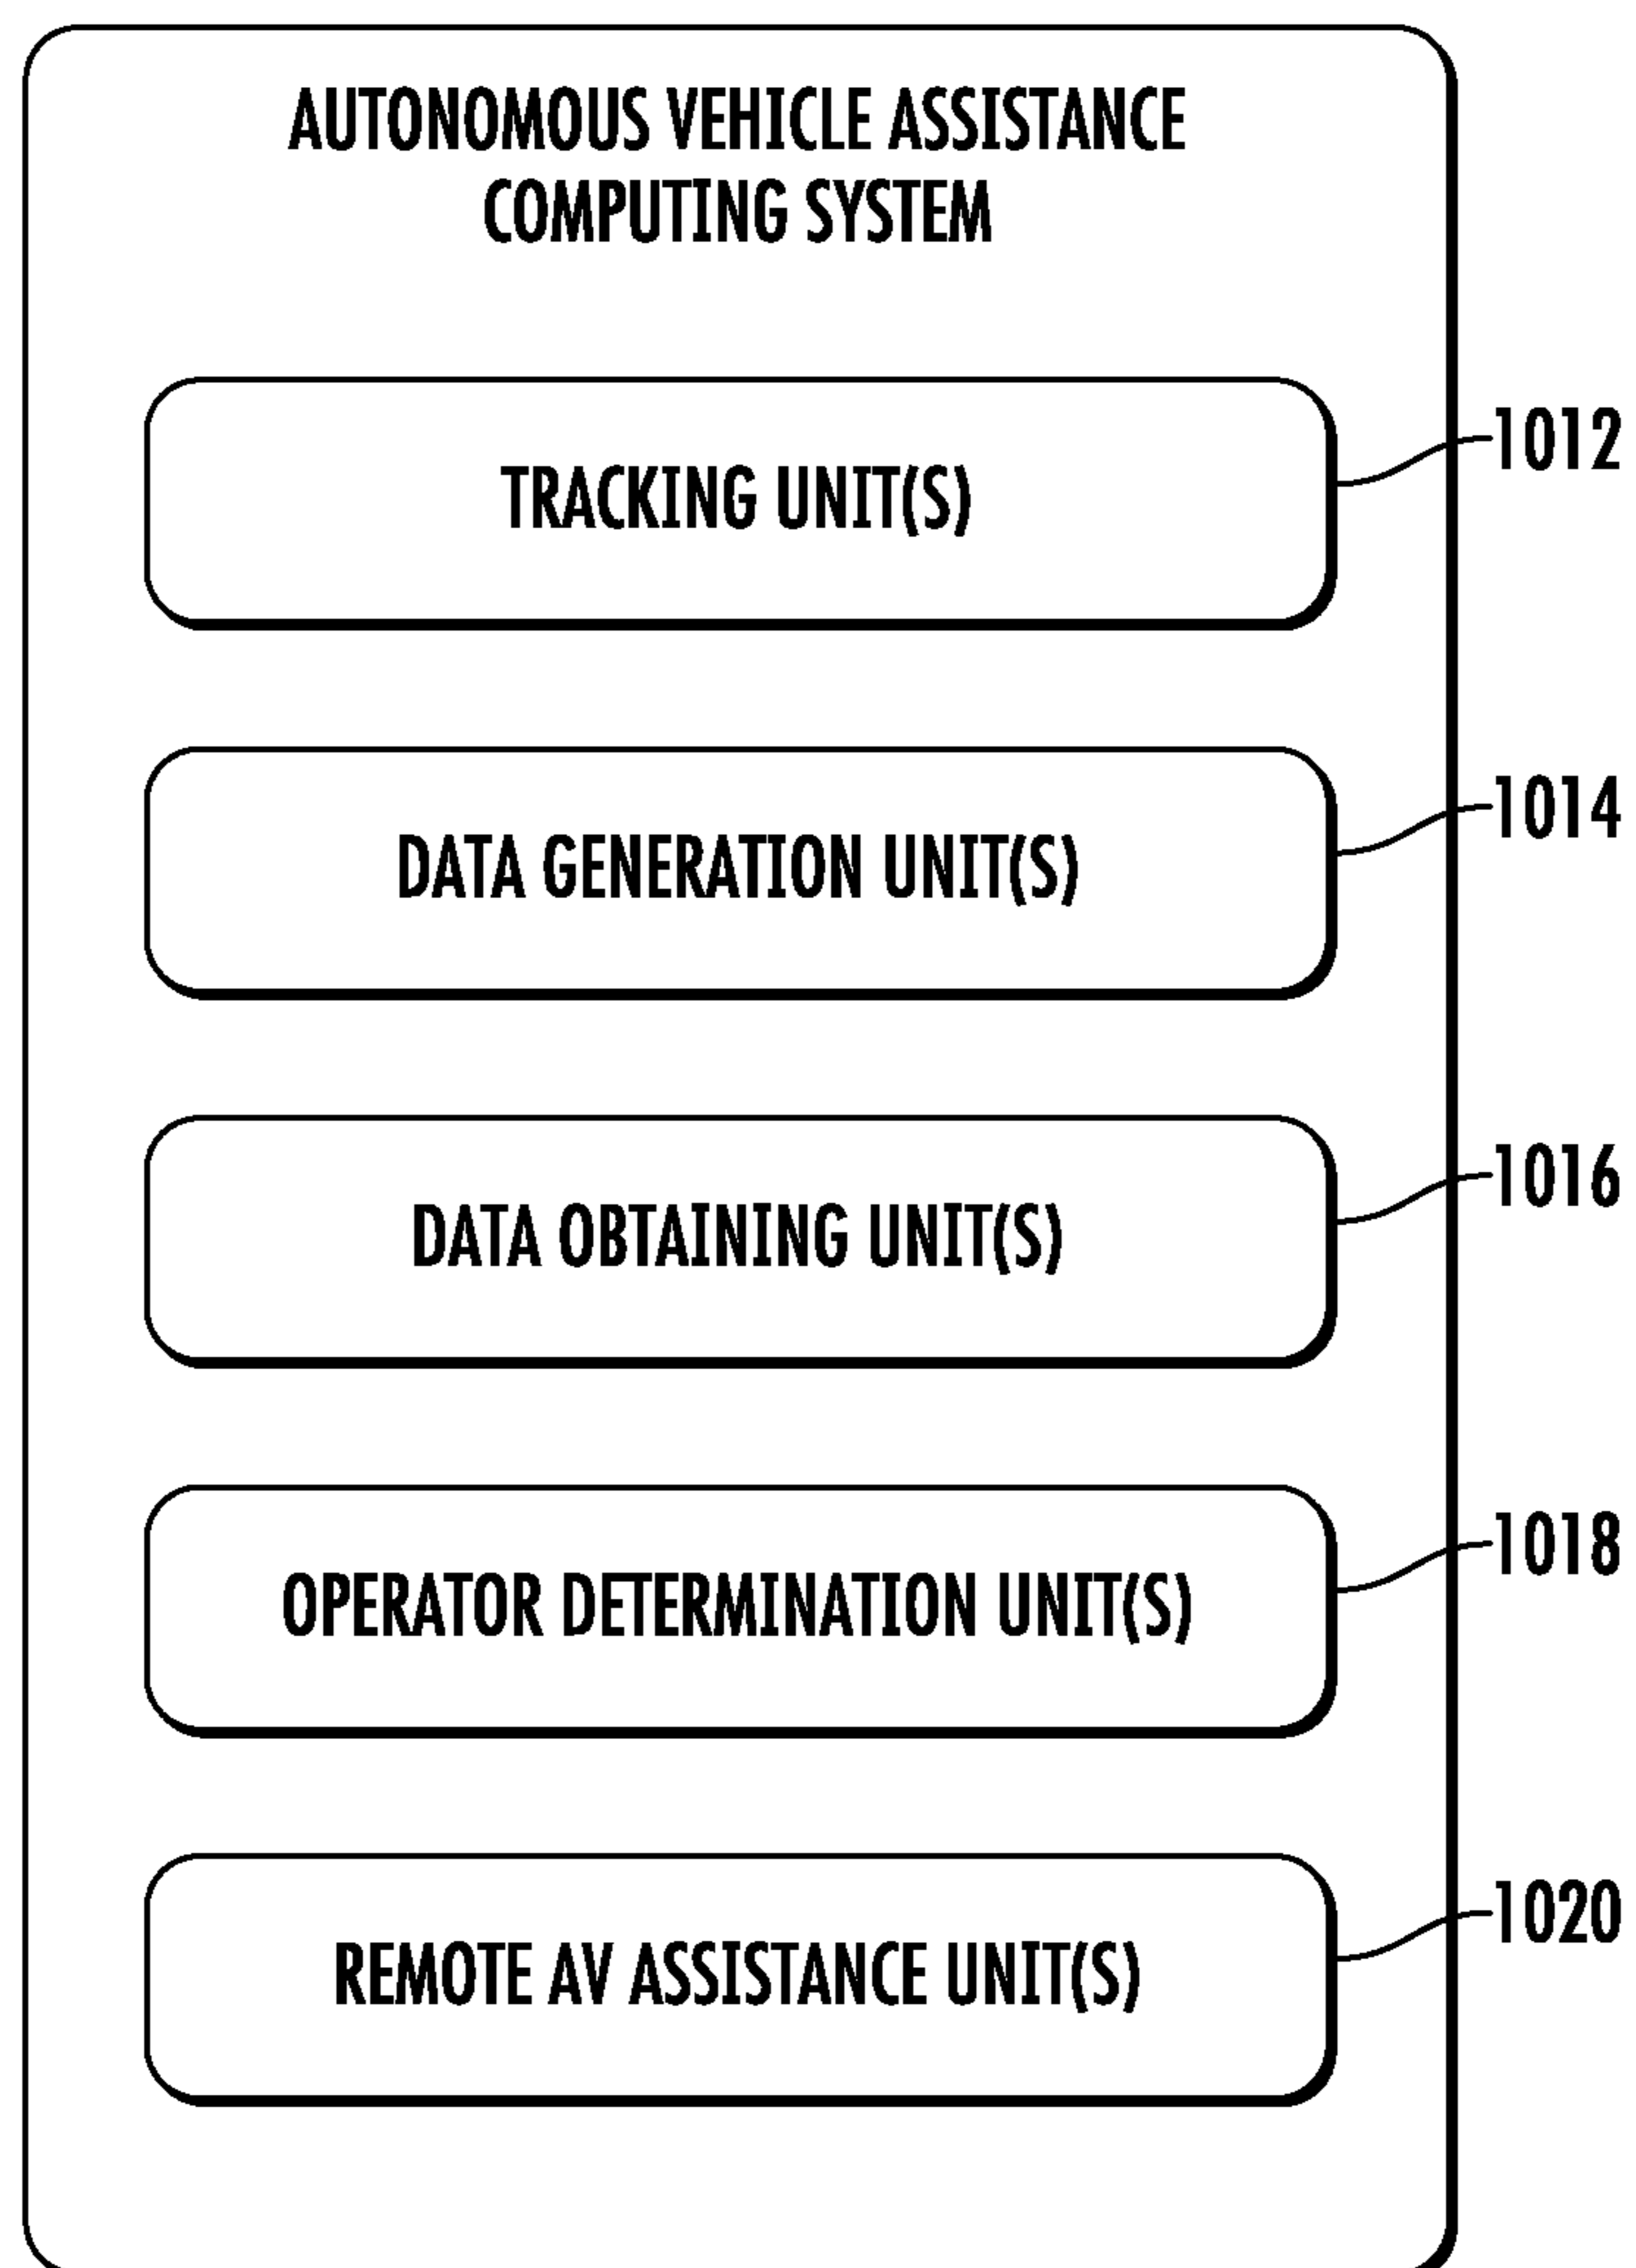 AUTONOMOUS VEHICLE ASSISTANCE
COMPUTING SYSTEM
TRACKING UNIT(S)
1012
DATA GENERATION UNIT(S)
1014
DATA OBTAINING UNIT(S)
1016
OPERATOR DETERMINATION UNIT(S)
1018
REMOTE AV ASSISTANCE UNIT(S)
1020